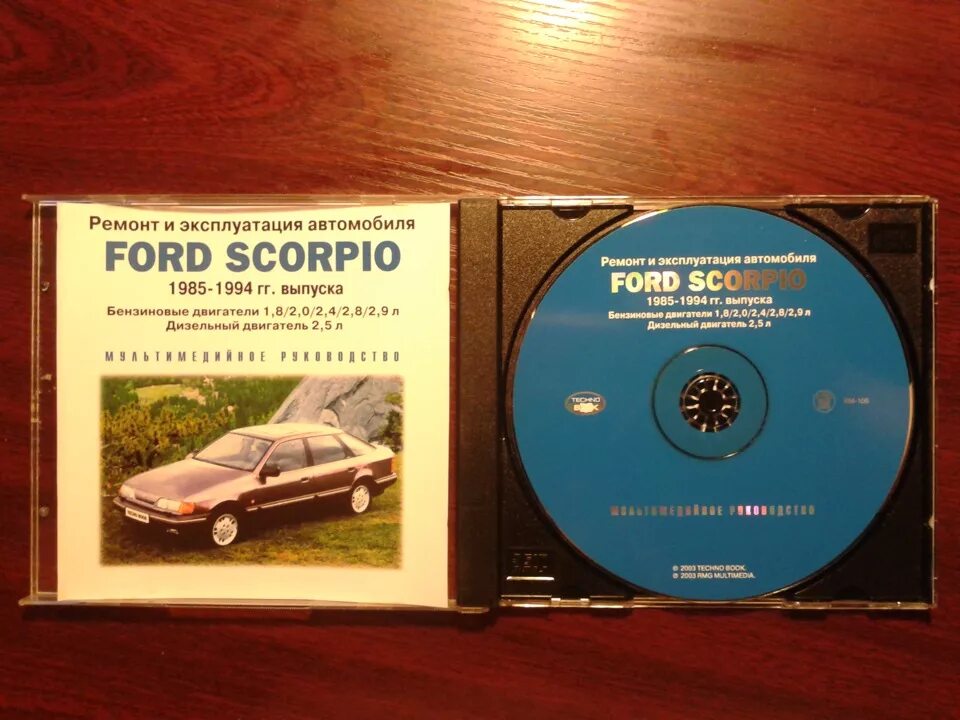 Ремонт и эксплуатация автомобиля
FORD SCORPIO
1985-1994 гг. выпуска
Бензиновые двигатели 1,8/2,0/2,4/2,8/2,9 л
Дизельный двигатель 2,5 л
МУЛЬТИМЕДИЙНОЕ РУКОВОДСТВО
TECHNO BOOK
Ремонт и эксплуатация автомобиля
FORD SCORPIO
1985-1994 гг. выпуска
Бензиновые двигатели 1,8/2,0/2,4/2,8/2,9 л
Дизельный двигатель 2,5 л
TECHNO
BOOK
МУЛЬТИМЕДИЙНОЕ РУКОВОДСТВО
© 2003 TECHNO BOOK.
℗ 2003 RMG MULTIMEDIA.